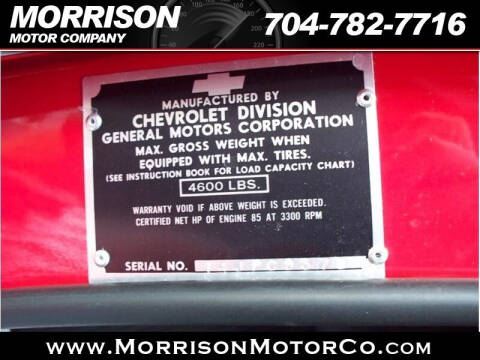 MORRISON
MOTOR COMPANY
704-782-7716
MANUFACTURED BY
CHEVROLET DIVISION
GENERAL MOTORS CORPORATION
MAX. GROSS WEIGHT WHEN
EQUIPPED WITH MAX. TIRES.
(SEE INSTRUCTION BOOK FOR LOAD CAPACITY CHART)
4600 LBS.
WARRANTY VOID IF ABOVE WEIGHT IS EXCEEDED.
CERTIFIED NET HP OF ENGINE 85 AT 3300 RPM
SERIAL NO.
www.MorrisonMotorCo.com